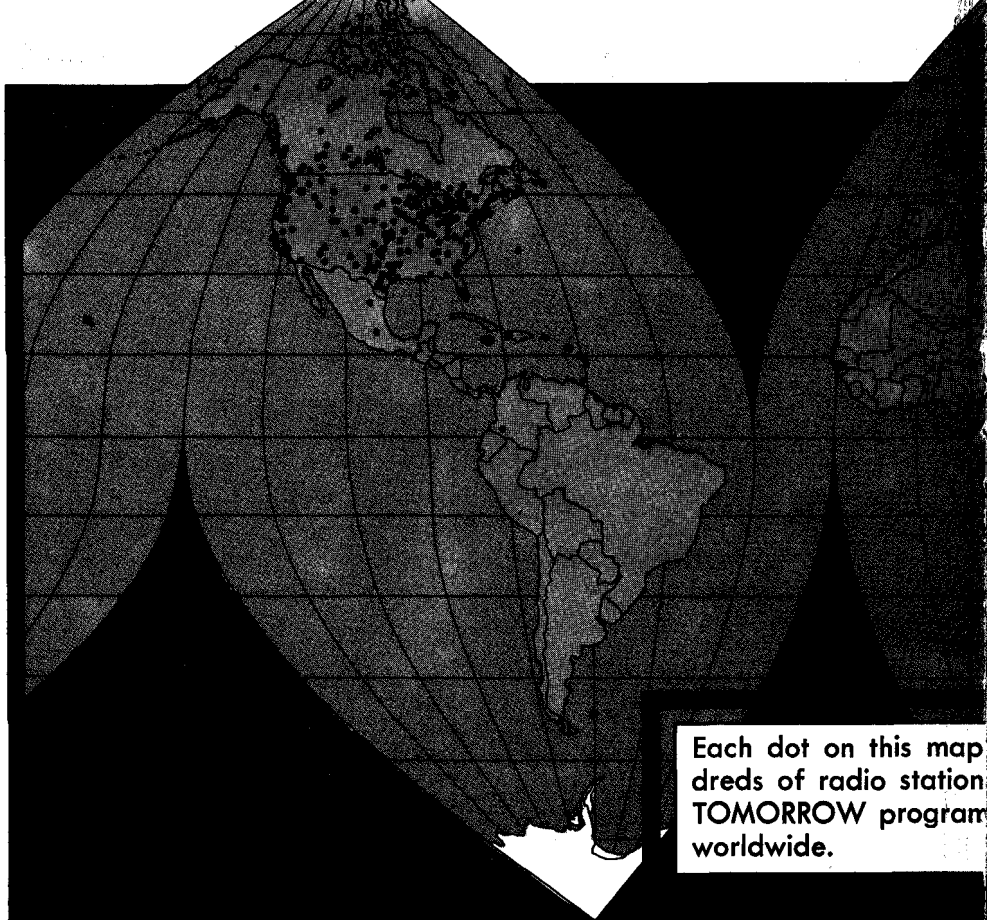 Each dot on this map
dreds of radio station
TOMORROW program
worldwide.